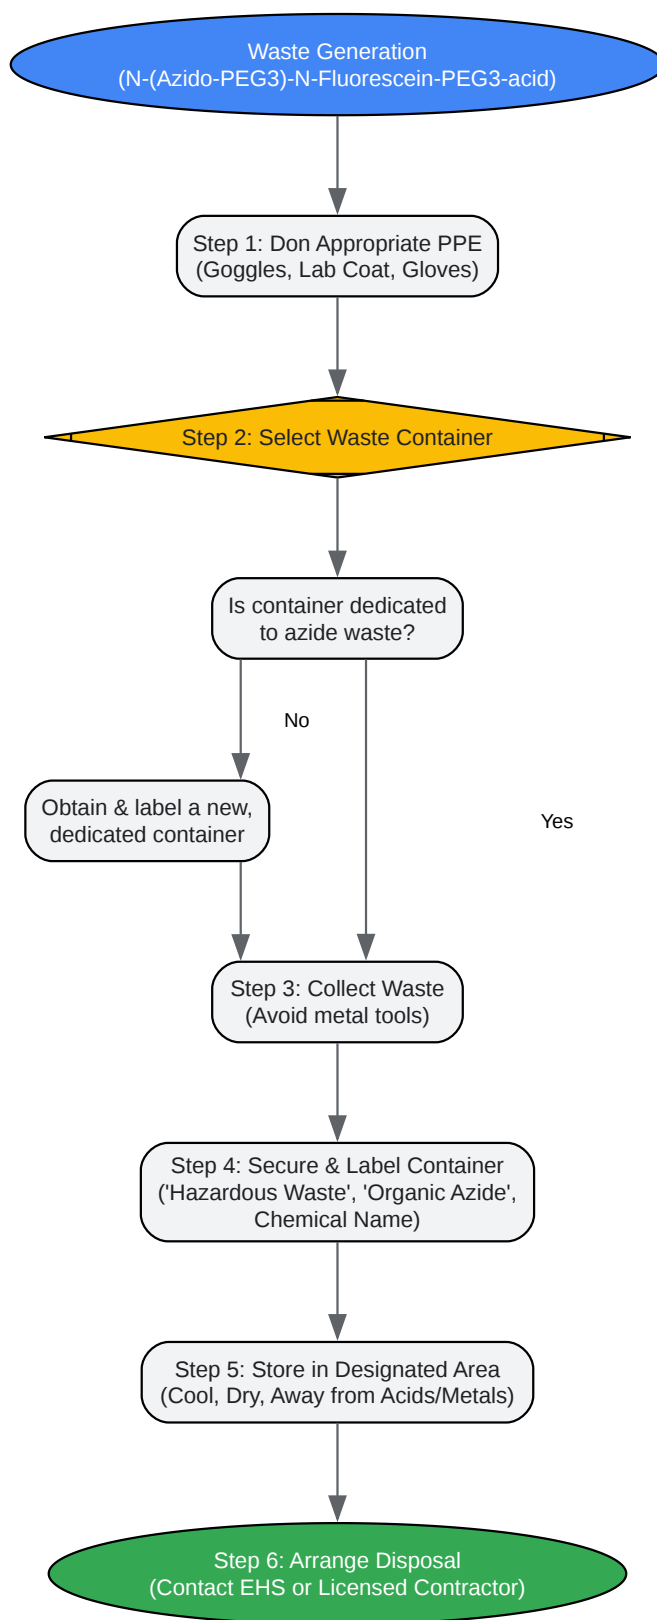 Waste Generation
(N-(Azido-PEG3)-N-Fluorescein-PEG3-acid)
Step 1: Don Appropriate PPE
(Goggles, Lab Coat, Gloves)
Step 2: Select Waste Container
Is container dedicated
to azide waste?
No
Obtain & label a new,
dedicated container
Yes
Step 3: Collect Waste
(Avoid metal tools)
Step 4: Secure & Label Container
('Hazardous Waste', 'Organic Azide',
Chemical Name)
Step 5: Store in Designated Area
(Cool, Dry, Away from Acids/Metals)
Step 6: Arrange Disposal
(Contact EHS or Licensed Contractor)